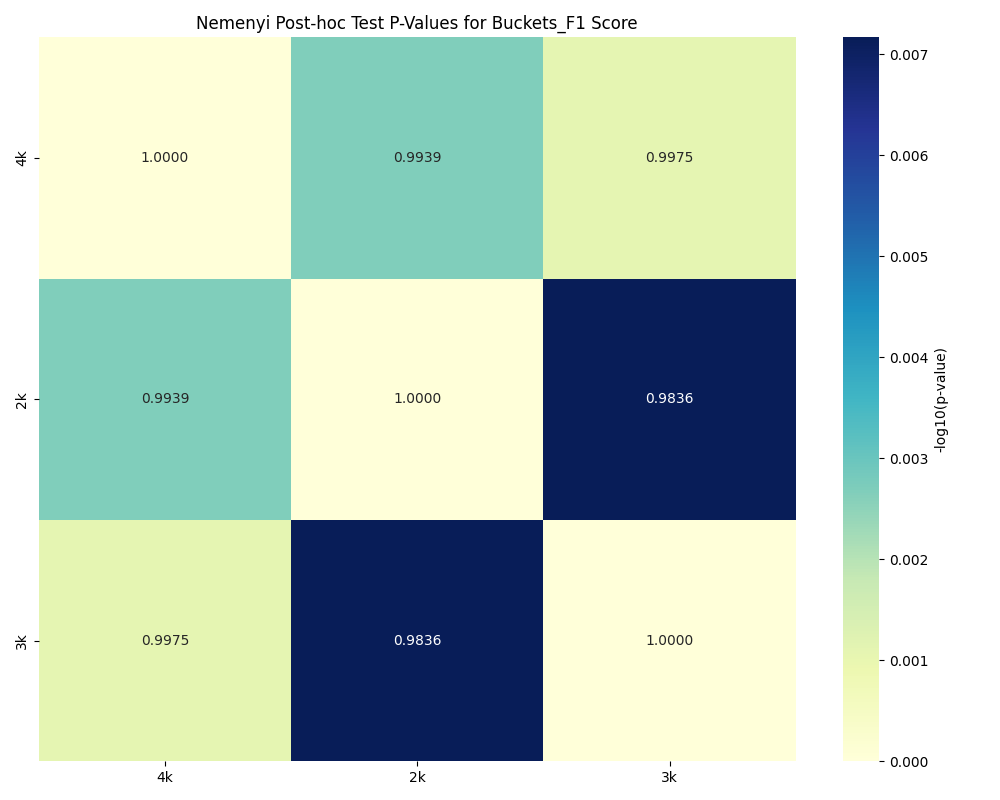 Nemenyi Post-hoc Test P-Values for Buckets_F1 Score
4k
1.0000 0.9939 0.9975
2k
0.9939 1.0000 0.9836
3k
0.9975 0.9836 1.0000
4k 2k 3k
0.007
0.006
0.005
0.004
0.003
0.002
0.001
0.000
-log10(p-value)